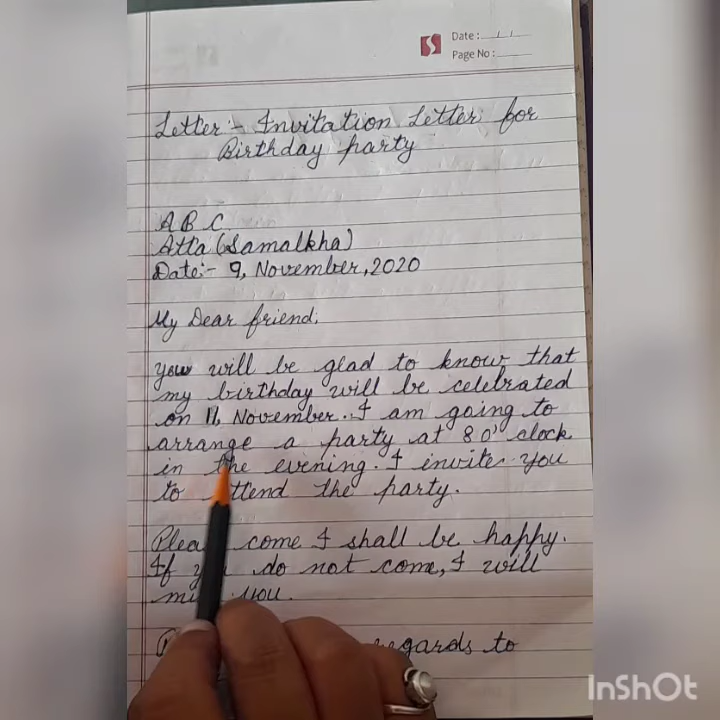 Date : / /
Page No :
Letter :- Invitation Letter for
Birthday party
A B C
Atta (Samalkha)
Date:- 9, November, 2020
My Dear friend,
You will be glad to know that
my birthday will be celebrated
on 11, November. I am going to
arrange a party at 8 O' clock
in the evening. I invite you
to attend the party.
come I shall be happy.
If do not come, I will
you.
regards to
InShOt